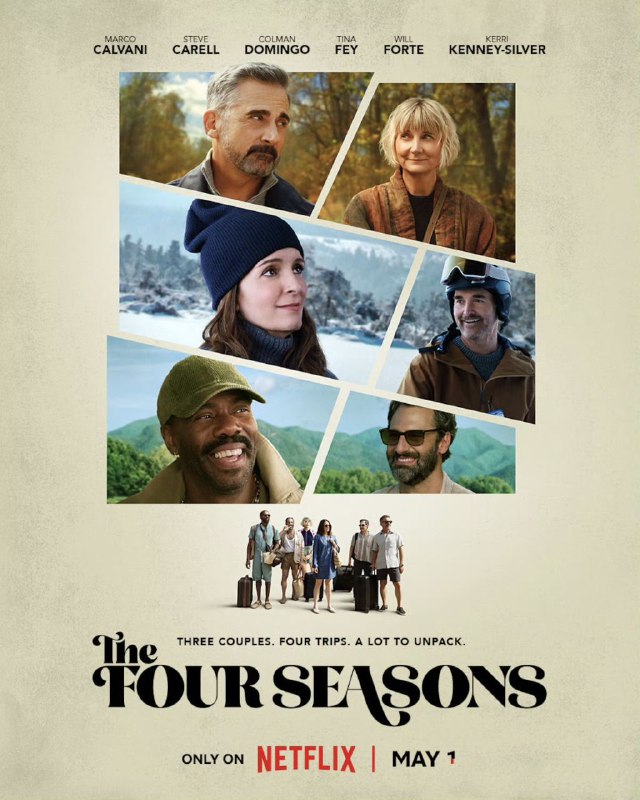 MARCO CALVANI
STEVE CARELL
COLMAN DOMINGO
TINA FEY
WILL FORTE
KERRI KENNEY-SILVER
THREE COUPLES. FOUR TRIPS. A LOT TO UNPACK.
The
FOUR SEASONS
ONLY ON NETFLIX | MAY 1